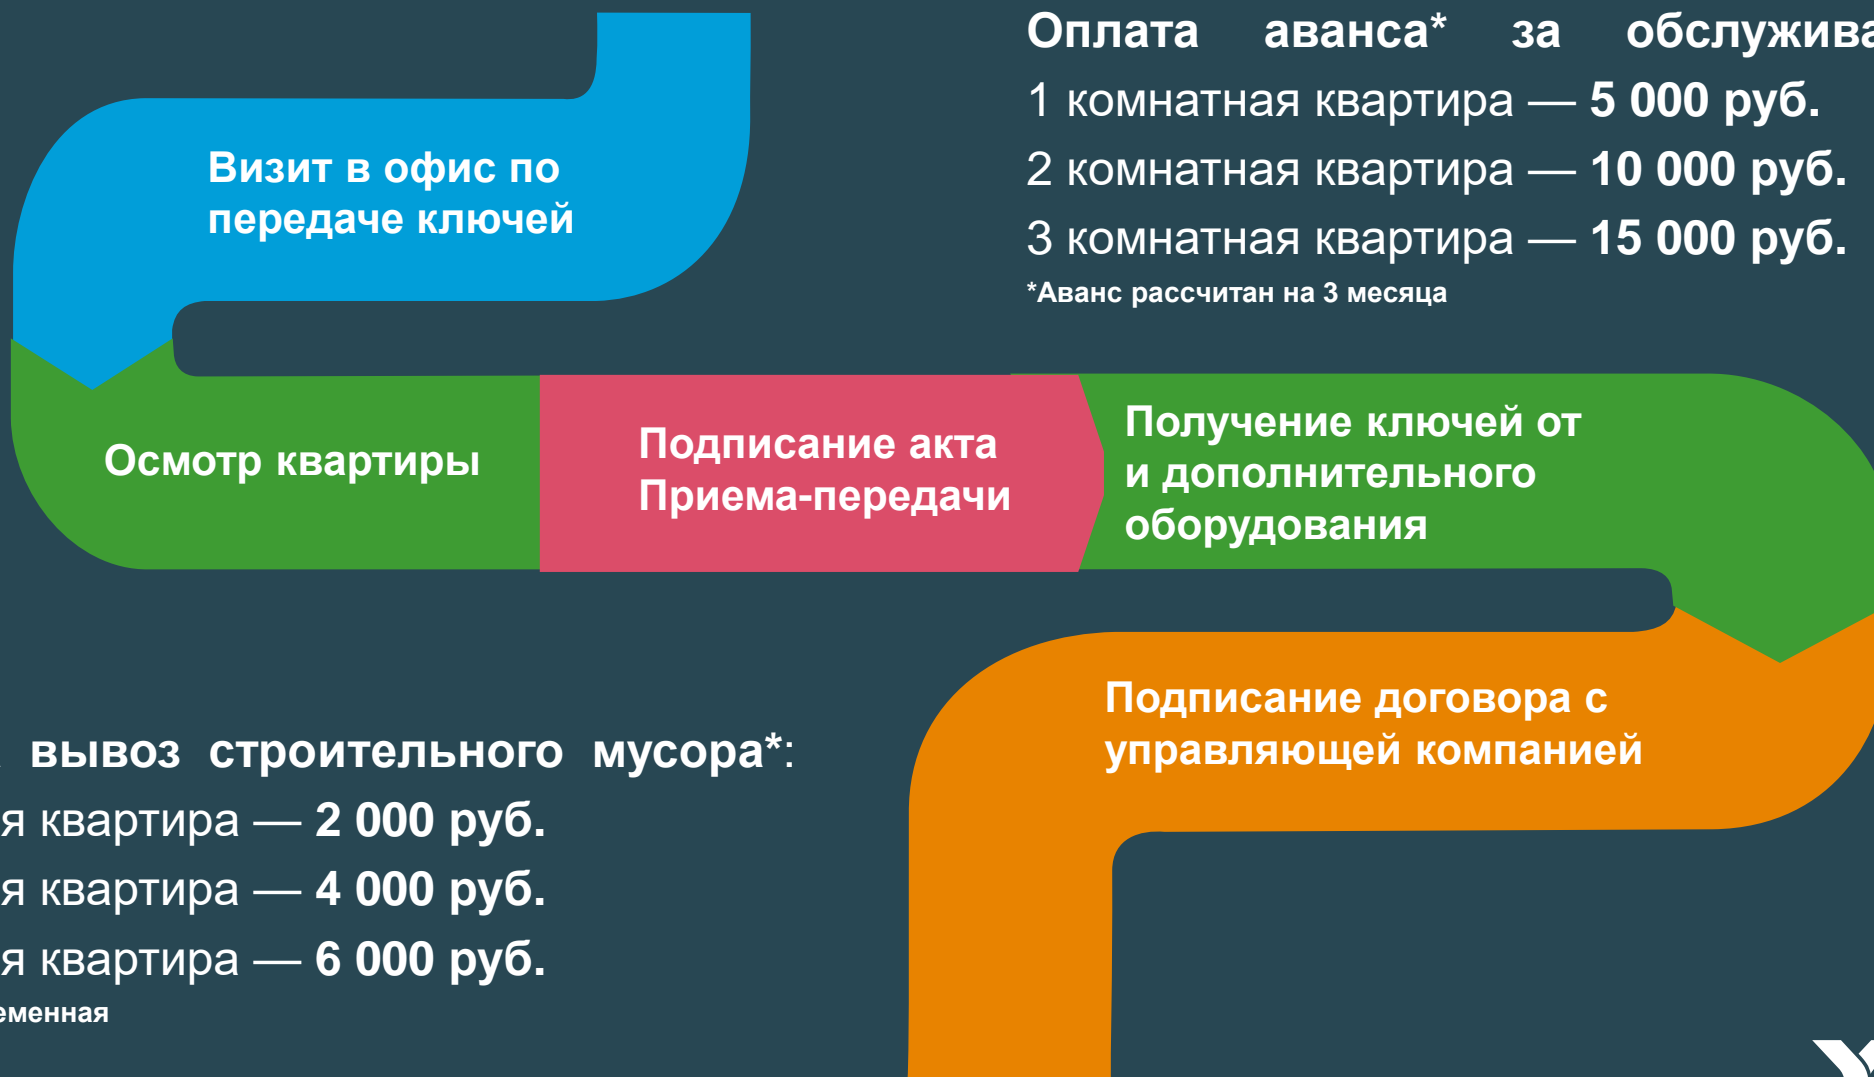 Оплата аванса* за
1 комнатная квартира — 5 000 руб.
2 комнатная квартира — 10 000 руб.
3 комнатная квартира — 15 000 руб.
*Аванс рассчитан на 3 месяца
Визит в офис по
передаче ключей
Осмотр квартиры
Подписание акта
Приема-передачи
Получение ключей от
и дополнительного
оборудования
Подписание договора с
управляющей компанией
вывоз строительного мусора*:
квартира — 2 000 руб.
квартира — 4 000 руб.
квартира — 6 000 руб.